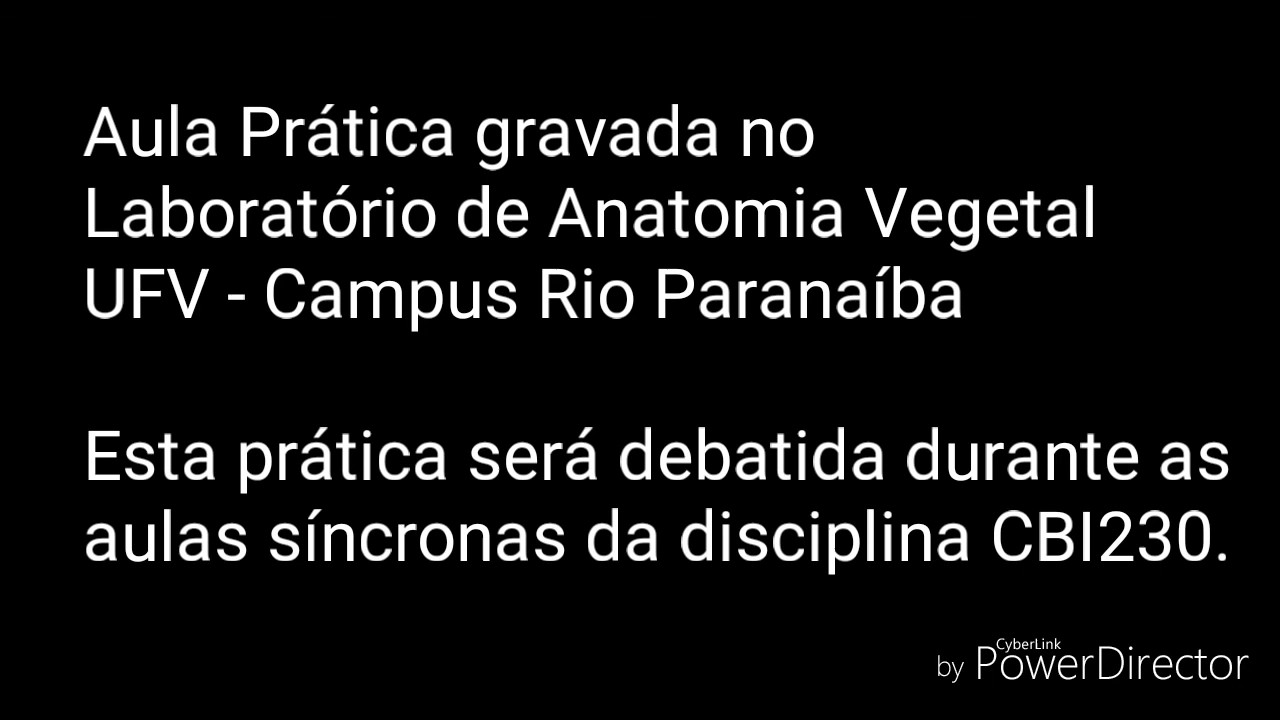 Aula Prática gravada no
Laboratório de Anatomia Vegetal
UFV - Campus Rio Paranaíba
Esta prática será debatida durante as
aulas síncronas da disciplina CBI230.
by CyberLink PowerDirector